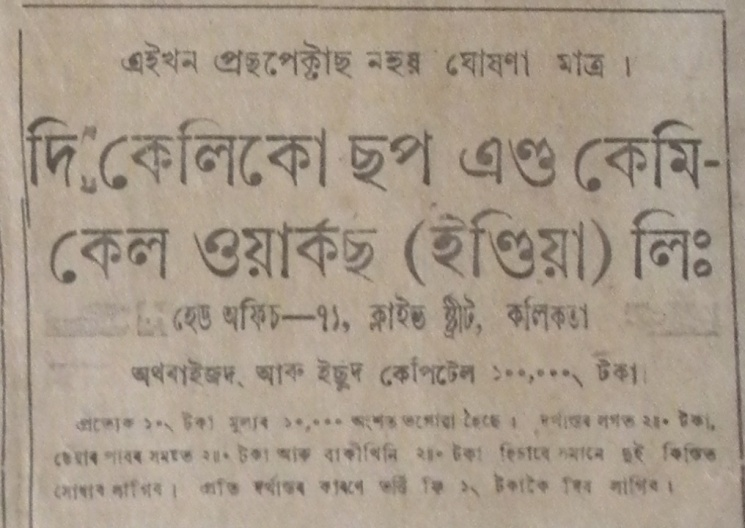 এইখন প্ৰছপেক্টাছ নহয় ঘোষণা মাত্ৰ ।
দি কেলিকো ছপ এণ্ড কেমি-
কেল ওয়াৰ্কছ (ইণ্ডিয়া) লিঃ
হেড অফিচ—৭১, ক্লাইভ ষ্ট্ৰীট, কলিকতা
অথৰাইজদ, আৰু ইছুদ কেপিটেল ১০০,০০০৲ টকা।
প্ৰত্যেক ১০৲ টকা মূল্যৰ ১০,০০০ অংশত ভগোৱা হৈছে । দৰ্খাস্তৰ লগত ২॥০ টকা,
চেয়াৰ পাবৰ সময়ত ২॥০ টকা আৰু বাকীখিনি ২॥০ টকা হিচাবে সমানে দুই কিস্তিত
সোধাব লাগিব । প্ৰতি দৰ্খাস্তৰ কাৰণে ভৰ্ত্তি ফি ১৲ টকাকৈ দিব লাগিব ।